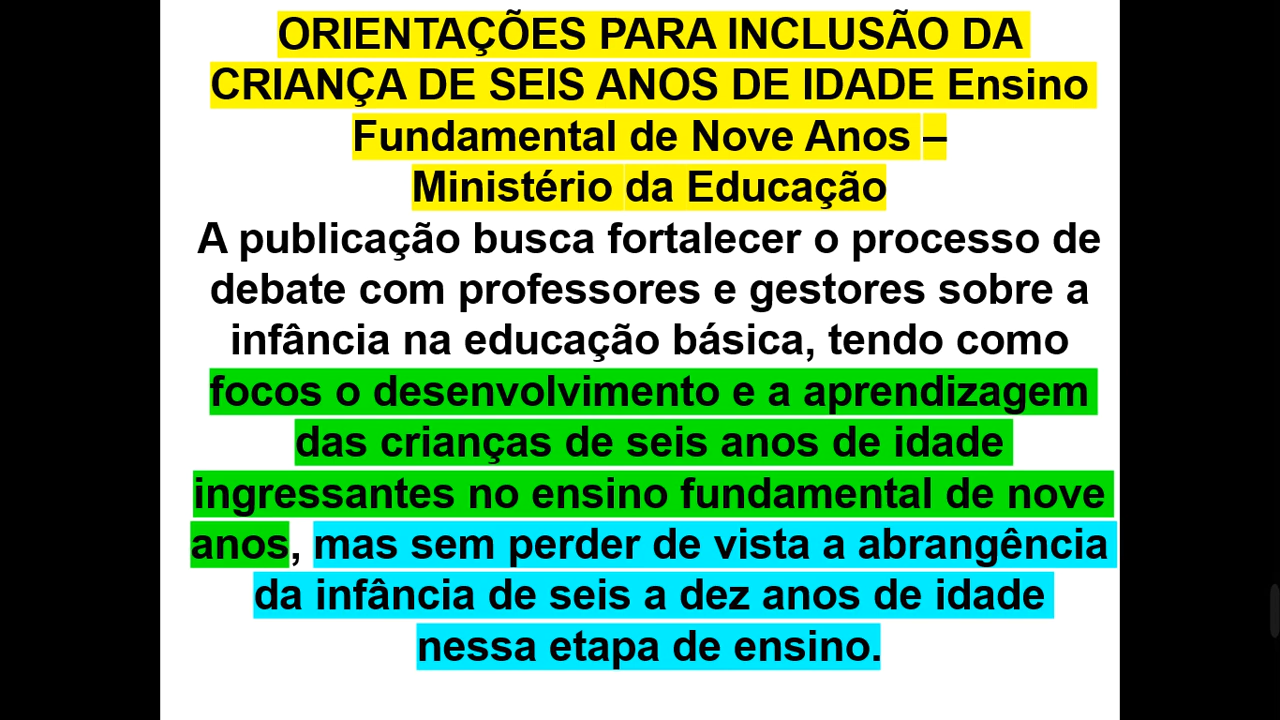 ORIENTAÇÕES PARA INCLUSÃO DA
CRIANÇA DE SEIS ANOS DE IDADE Ensino
Fundamental de Nove Anos –
Ministério da Educação
A publicação busca fortalecer o processo de
debate com professores e gestores sobre a
infância na educação básica, tendo como
focos o desenvolvimento e a aprendizagem
das crianças de seis anos de idade
ingressantes no ensino fundamental de nove
anos, mas sem perder de vista a abrangência
da infância de seis a dez anos de idade
nessa etapa de ensino.